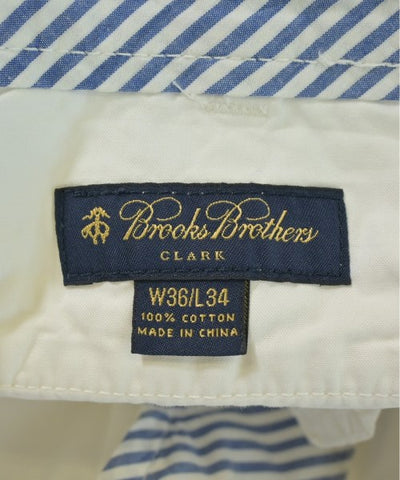 Brooks Brothers
CLARK
W36/L34
100% COTTON
MADE IN CHINA